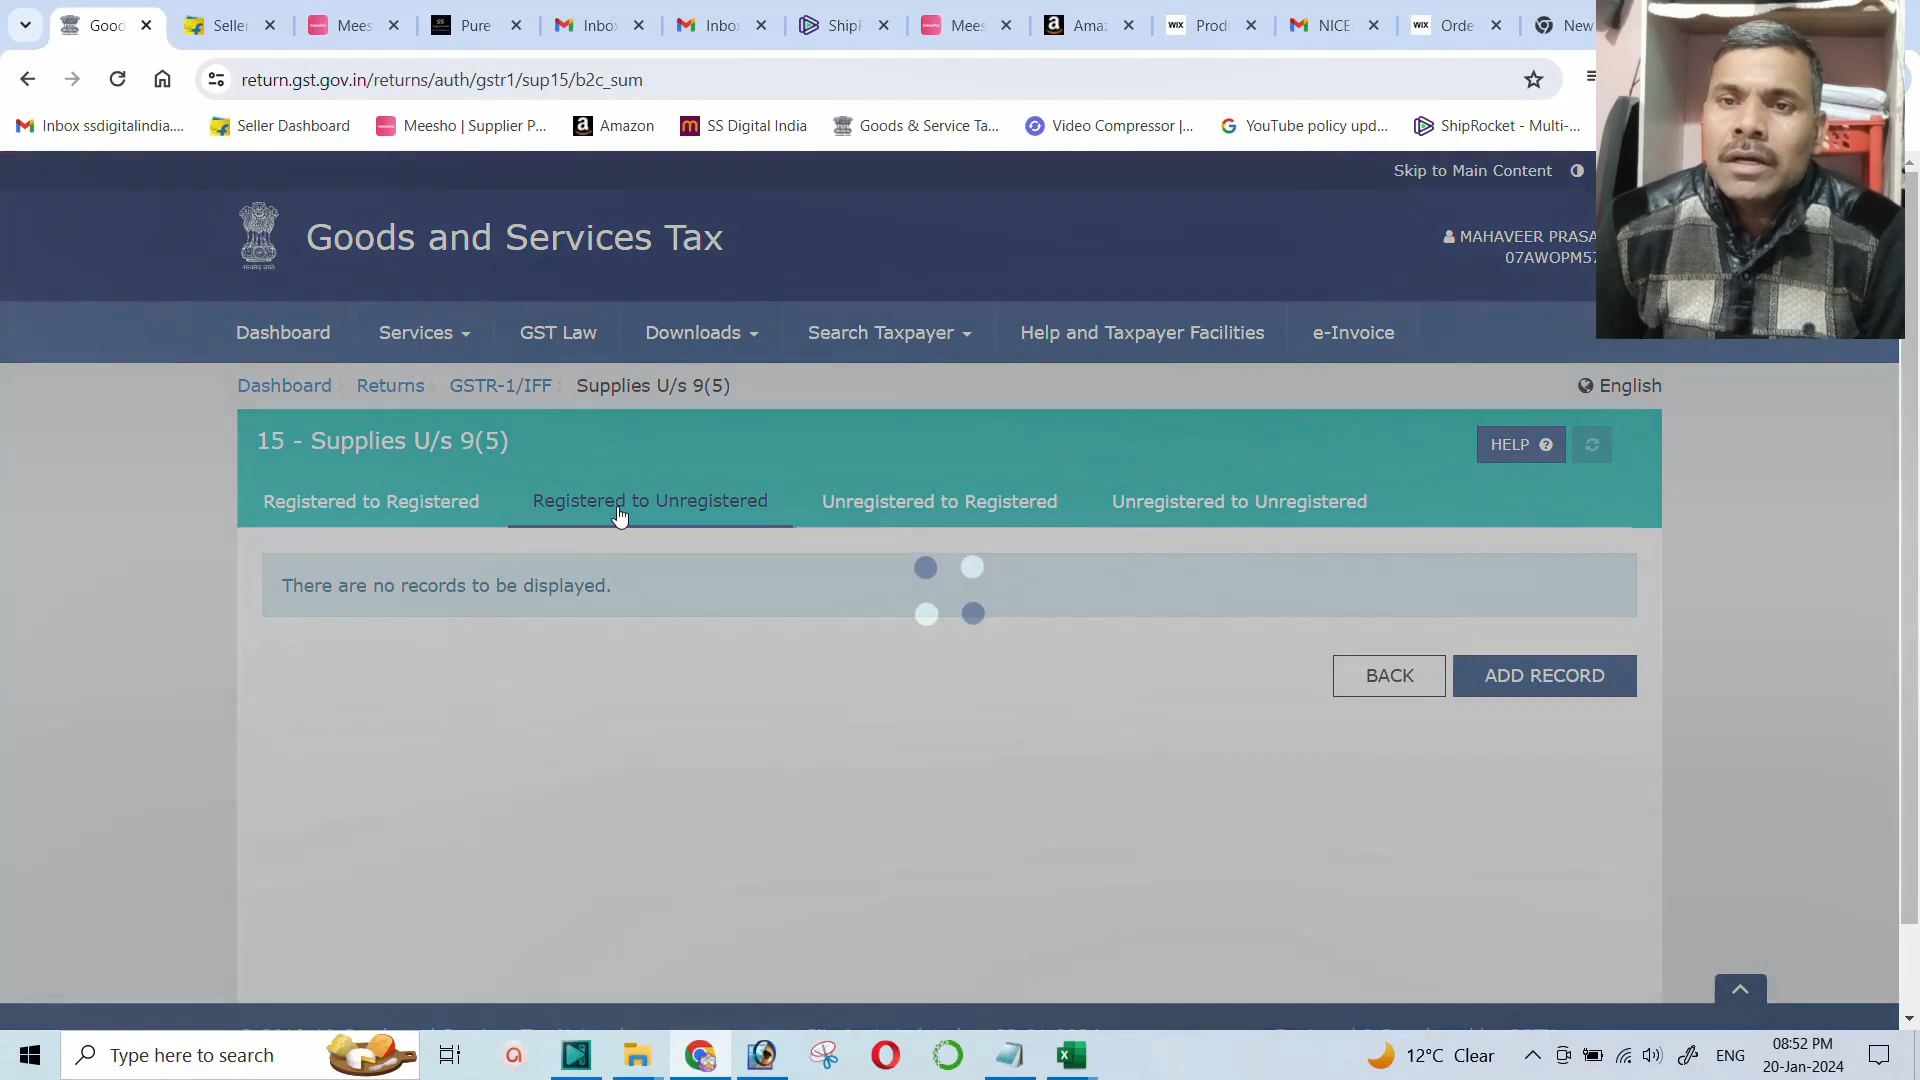 Good
Seller
Mees
Pure
Inbo
Inbo
Ship
Mees
Ama
Prod
NICE
Orde
New
return.gst.gov.in/returns/auth/gstr1/sup15/b2c_sum
Inbox ssdigitalindia....
Seller Dashboard
Meesho | Supplier P...
Amazon
SS Digital India
Goods & Service Ta...
Video Compressor |...
YouTube policy upd...
ShipRocket - Multi-...
Skip to Main Content
Goods and Services Tax
MAHAVEER PRASA
07AWOPM57
Dashboard
Services
GST Law
Downloads
Search Taxpayer
Help and Taxpayer Facilities
e-Invoice
Dashboard
Returns
GSTR-1/IFF
Supplies U/s 9(5)
English
15 - Supplies U/s 9(5)
HELP
Registered to Registered
Registered to Unregistered
Unregistered to Registered
Unregistered to Unregistered
There are no records to be displayed.
BACK
ADD RECORD
Type here to search
12°C Clear
ENG
08:52 PM
20-Jan-2024